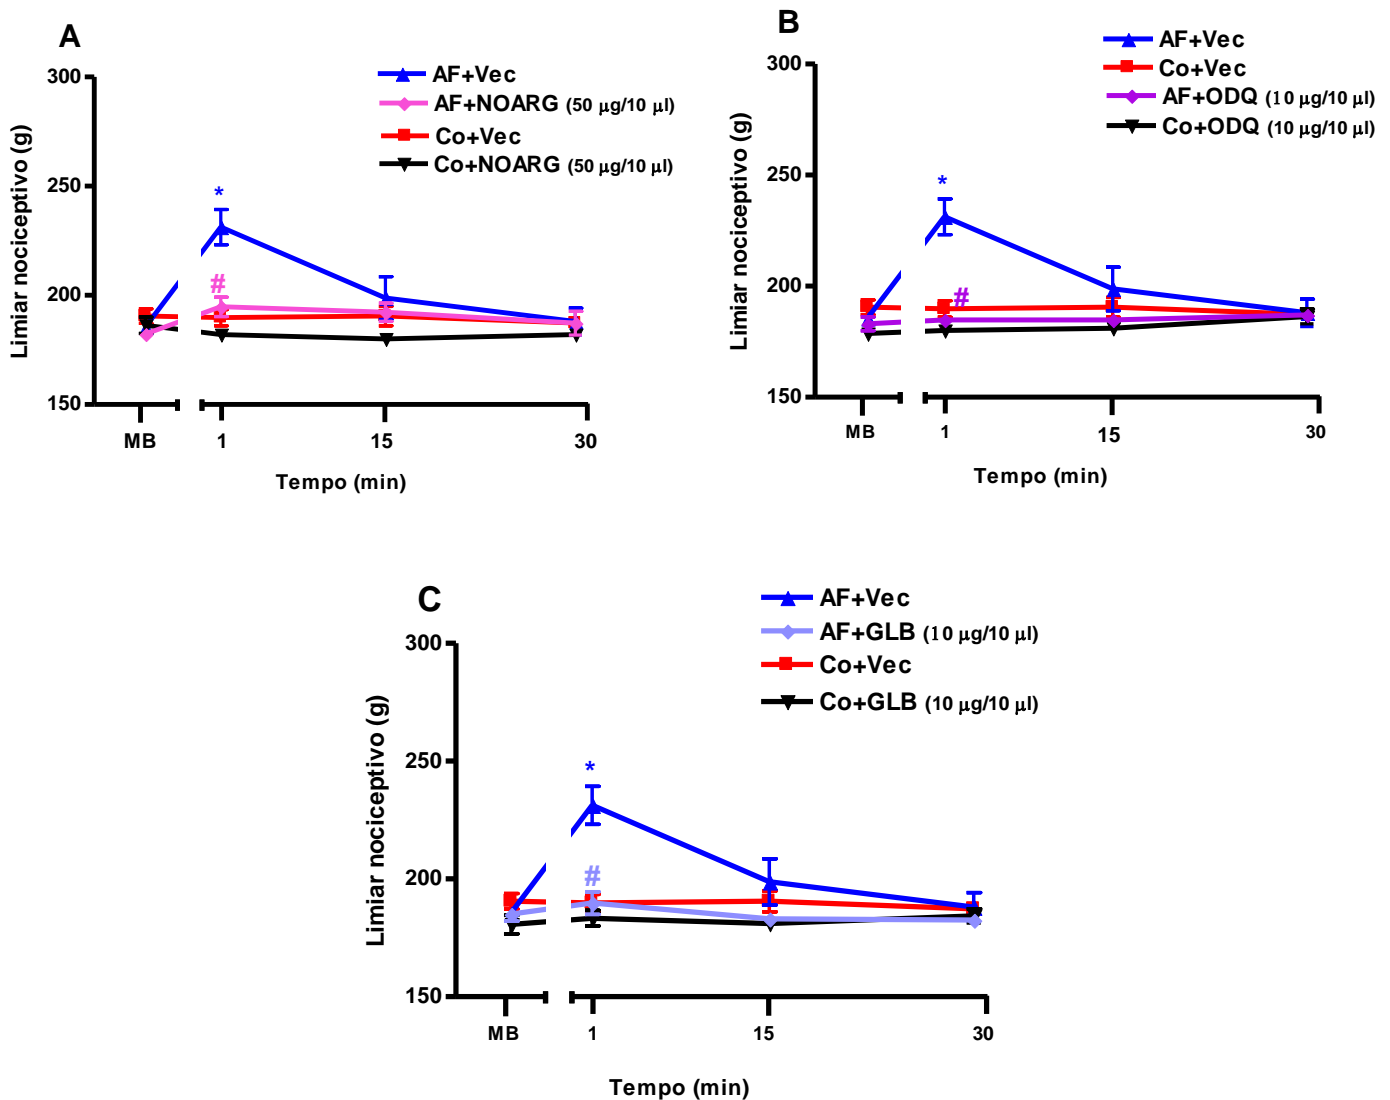 A
AF+Vec
AF+NOARG (50 µg/10 µl)
Co+Vec
Co+NOARG (50 µg/10 µl)
300
250
200
150
Limiar nociceptivo (g)
*
#
MB 1 15 30
Tempo (min)
B
AF+Vec
Co+Vec
AF+ODQ (10 µg/10 µl)
Co+ODQ (10 µg/10 µl)
300
250
200
150
Limiar nociceptivo (g)
*
#
MB 1 15 30
Tempo (min)
C
AF+Vec
AF+GLB (10 µg/10 µl)
Co+Vec
Co+GLB (10 µg/10 µl)
300
250
200
150
Limiar nociceptivo (g)
*
#
MB 1 15 30
Tempo (min)